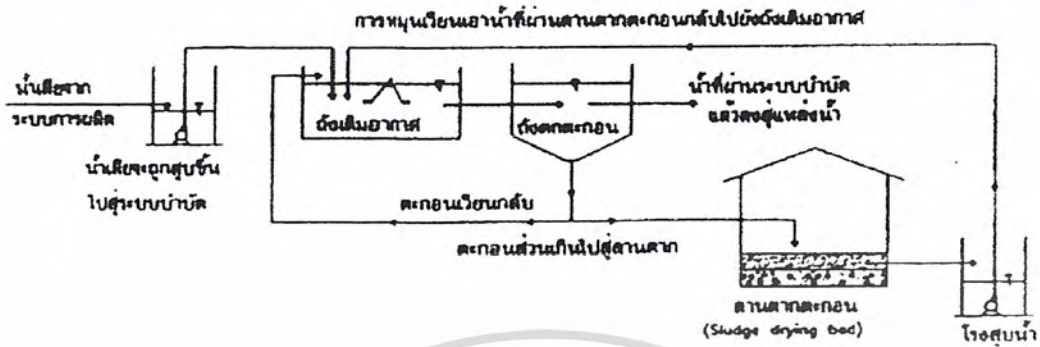 การหมุนเวียนเอาน้ำที่ผ่านลานตากตะกอนกลับไปยังถังเติมอากาศ
น้ำเสียจาก
ระบบการผลิต
น้ำเสียจะถูกสูบขึ้น
ไปสู่ระบบบำบัด
ถังเติมอากาศ
ถังตกตะกอน
น้ำที่ผ่านระบบบำบัด
แล้วลงสู่แหล่งน้ำ
ตะกอนเวียนกลับ
ตะกอนส่วนเกินไปสู่ลานตาก
ลานตากตะกอน
(Sludge drying bed)
โรงสูบน้ำ